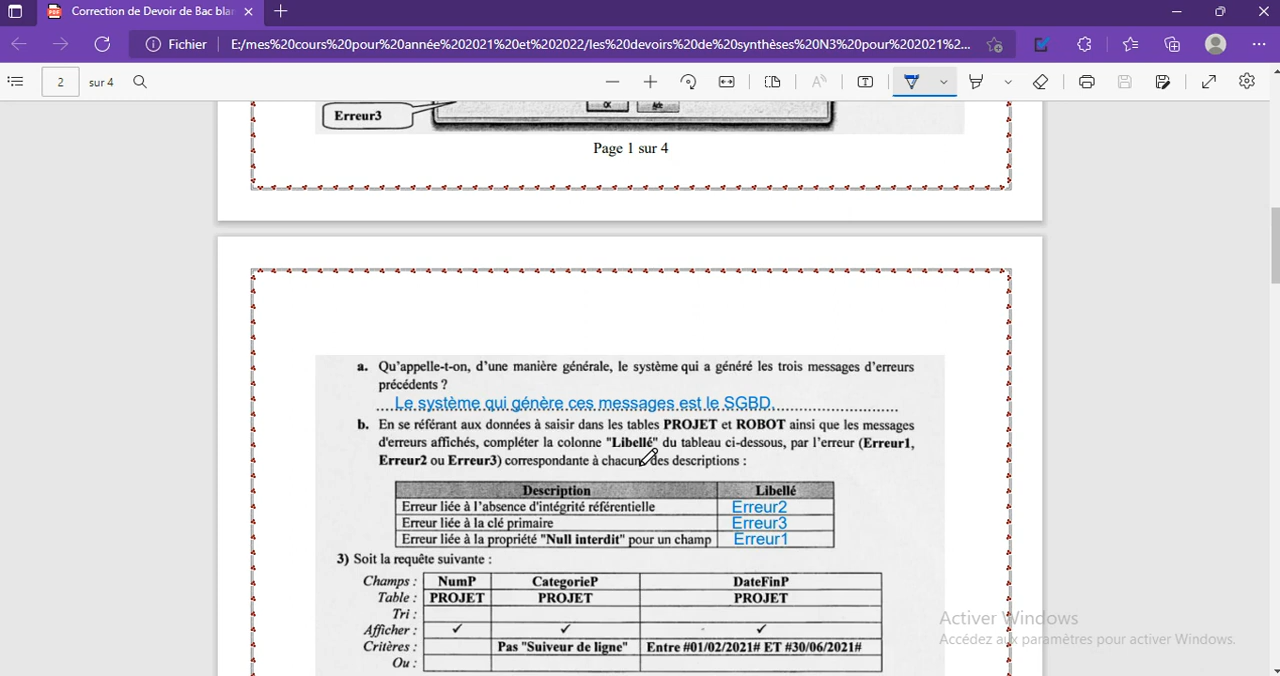 Correction de Devoir de Bac bla
Fichier
E:/mes%20cours%20pour%20année%202021%20et%202022/les%20devoirs%20de%20synthèses%20N3%20pour%202021%2...
2 sur 4
Erreur3
OK
Page 1 sur 4
a. Qu'appelle-t-on, d'une manière générale, le système qui a généré les trois messages d'erreurs
précédents ?
....Le système qui génère ces messages est le SGBD...............................
b. En se référant aux données à saisir dans les tables PROJET et ROBOT ainsi que les messages
d'erreurs affichés, compléter la colonne "Libellé" du tableau ci-dessous, par l'erreur (Erreur1,
Erreur2 ou Erreur3) correspondante à chacun des descriptions :
Description Libellé
Erreur liée à l'absence d'intégrité référentielle Erreur2
Erreur liée à la clé primaire Erreur3
Erreur liée à la propriété "Null interdit" pour un champ Erreur1
3) Soit la requête suivante :
Champs : NumP CategorieP DateFinP
Table : PROJET PROJET PROJET
Tri :
Afficher : ✓ ✓ ✓
Critères : Pas "Suiveur de ligne" Entre #01/02/2021# ET #30/06/2021#
Ou :
Activer Windows
Accédez aux paramètres pour activer Windows.